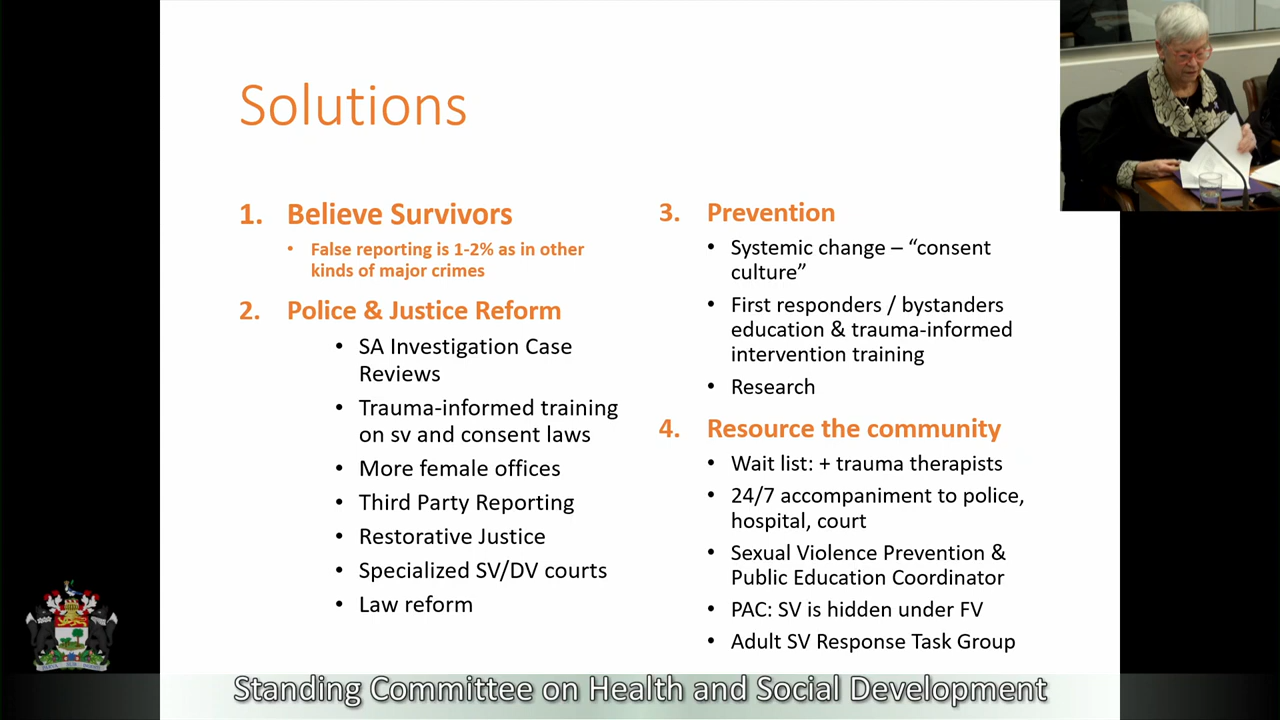 Solutions
1. Believe Survivors
• False reporting is 1-2% as in other
kinds of major crimes
2. Police & Justice Reform
• SA Investigation Case
Reviews
• Trauma-informed training
on sv and consent laws
• More female offices
• Third Party Reporting
• Restorative Justice
• Specialized SV/DV courts
• Law reform
3. Prevention
• Systemic change – “consent
culture”
• First responders / bystanders
education & trauma-informed
intervention training
• Research
4. Resource the community
• Wait list: + trauma therapists
• 24/7 accompaniment to police,
hospital, court
• Sexual Violence Prevention &
Public Education Coordinator
• PAC: SV is hidden under FV
• Adult SV Response Task Group
Standing Committee on Health and Social Development